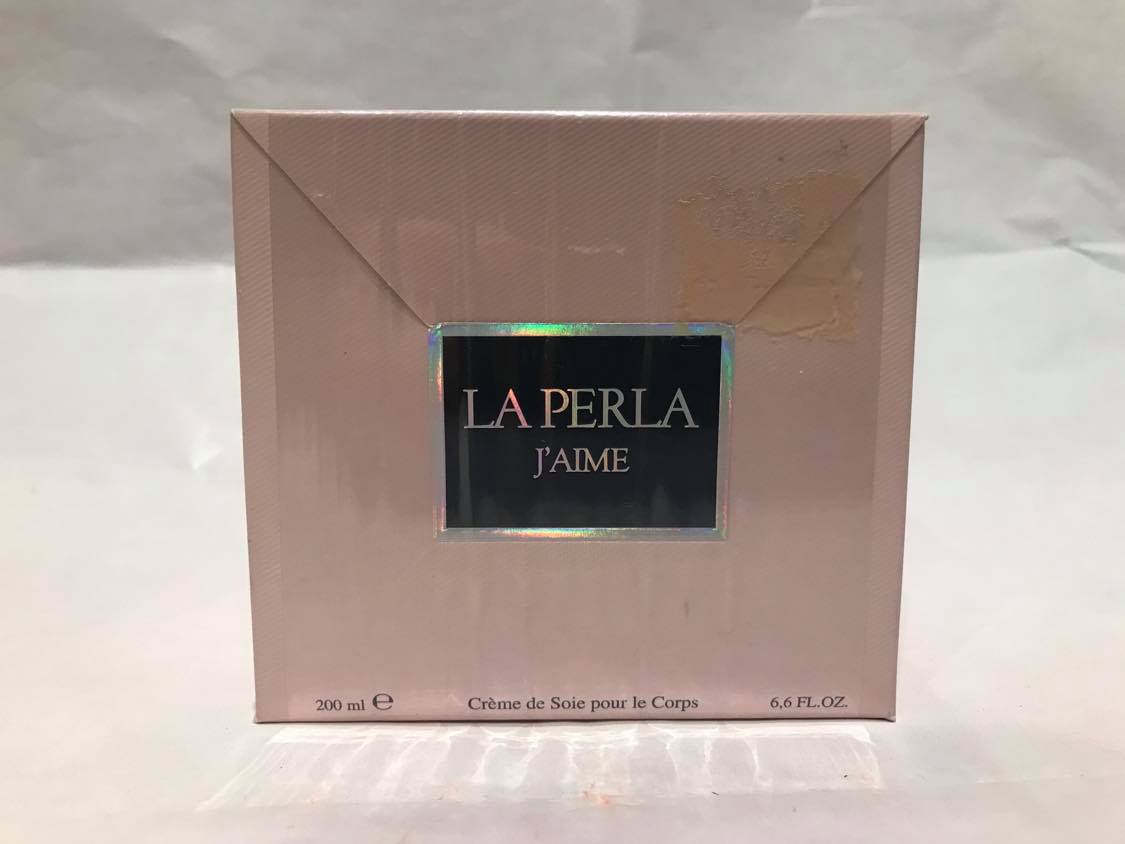 LA PERLA
J'AIME
200 ml ℮ Crème de Soie pour le Corps 6,6 FL.OZ.